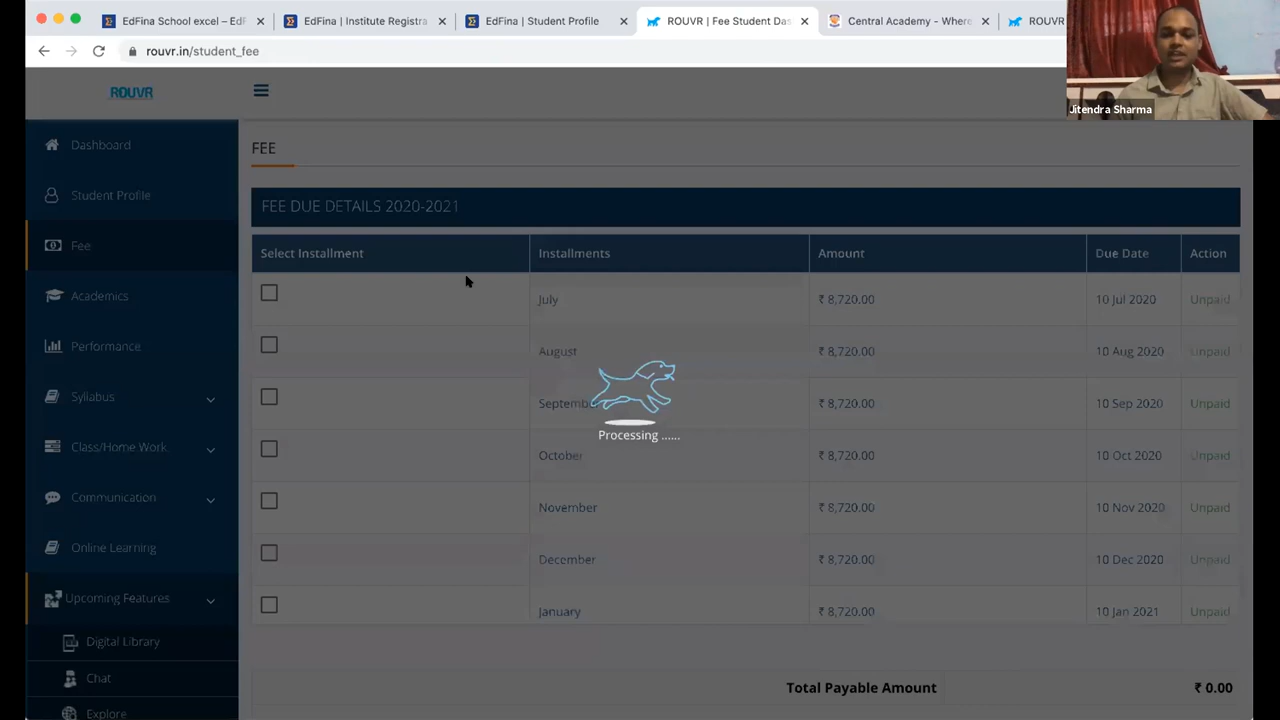 EdFina School excel – EdF
EdFina | Institute Registra
EdFina | Student Profile
ROUVR | Fee Student Das
Central Academy - Where
ROUVR
rouvr.in/student_fee
Jitendra Sharma
ROUVR
Dashboard
Student Profile
Fee
Academics
Performance
Syllabus
Class/Home Work
Communication
Online Learning
Upcoming Features
Digital Library
Chat
Explore
FEE
FEE DUE DETAILS 2020-2021
Select Installment Installments Amount Due Date Action
July ₹ 8,720.00 10 Jul 2020 Unpaid
August ₹ 8,720.00 10 Aug 2020 Unpaid
September ₹ 8,720.00 10 Sep 2020 Unpaid
Processing ......
October ₹ 8,720.00 10 Oct 2020 Unpaid
November ₹ 8,720.00 10 Nov 2020 Unpaid
December ₹ 8,720.00 10 Dec 2020 Unpaid
January ₹ 8,720.00 10 Jan 2021 Unpaid
Total Payable Amount ₹ 0.00